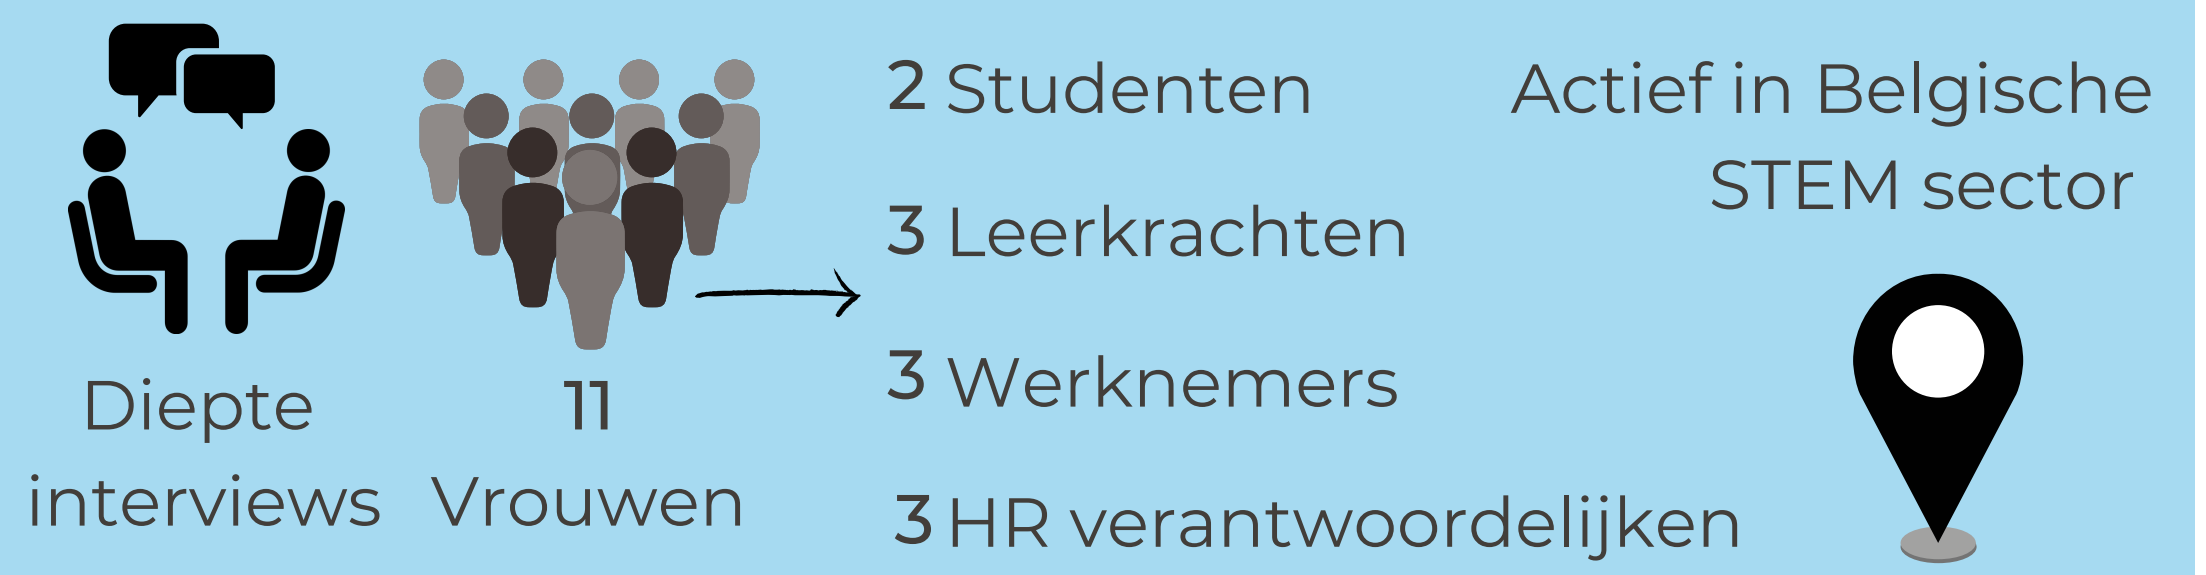 Diepte
interviews
11
Vrouwen
2 Studenten
3 Leerkrachten
3 Werknemers
3 HR verantwoordelijken
Actief in Belgische
STEM sector